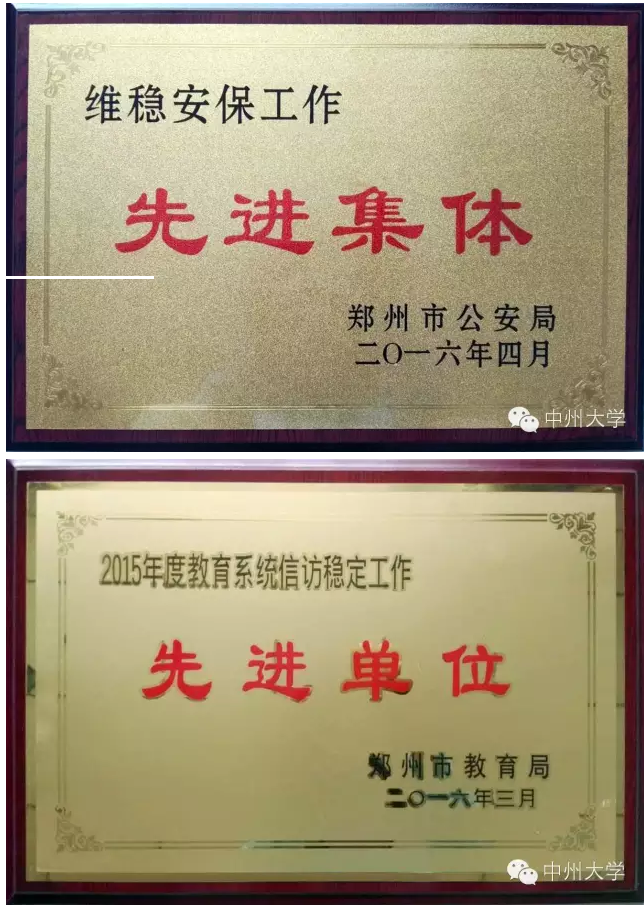 维稳安保工作
先进集体
郑州市公安局
二〇一六年四月
中州大学
2015年度教育系统信访稳定工作
先进单位
郑州市教育局
二〇一六年三月
中州大学